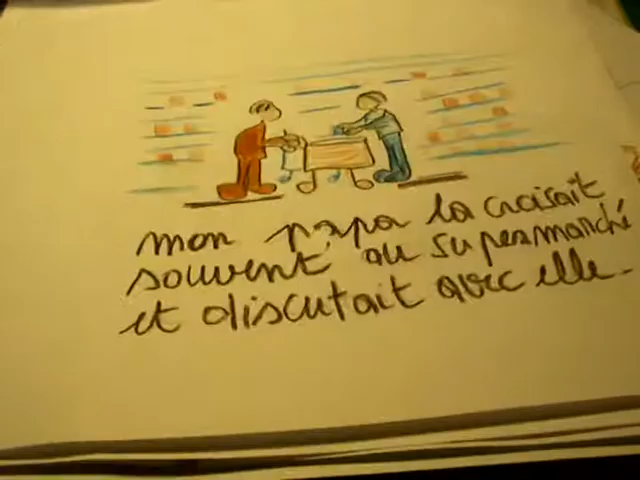 mon papa la croisait
souvent au supermarché
et discutait avec elle.